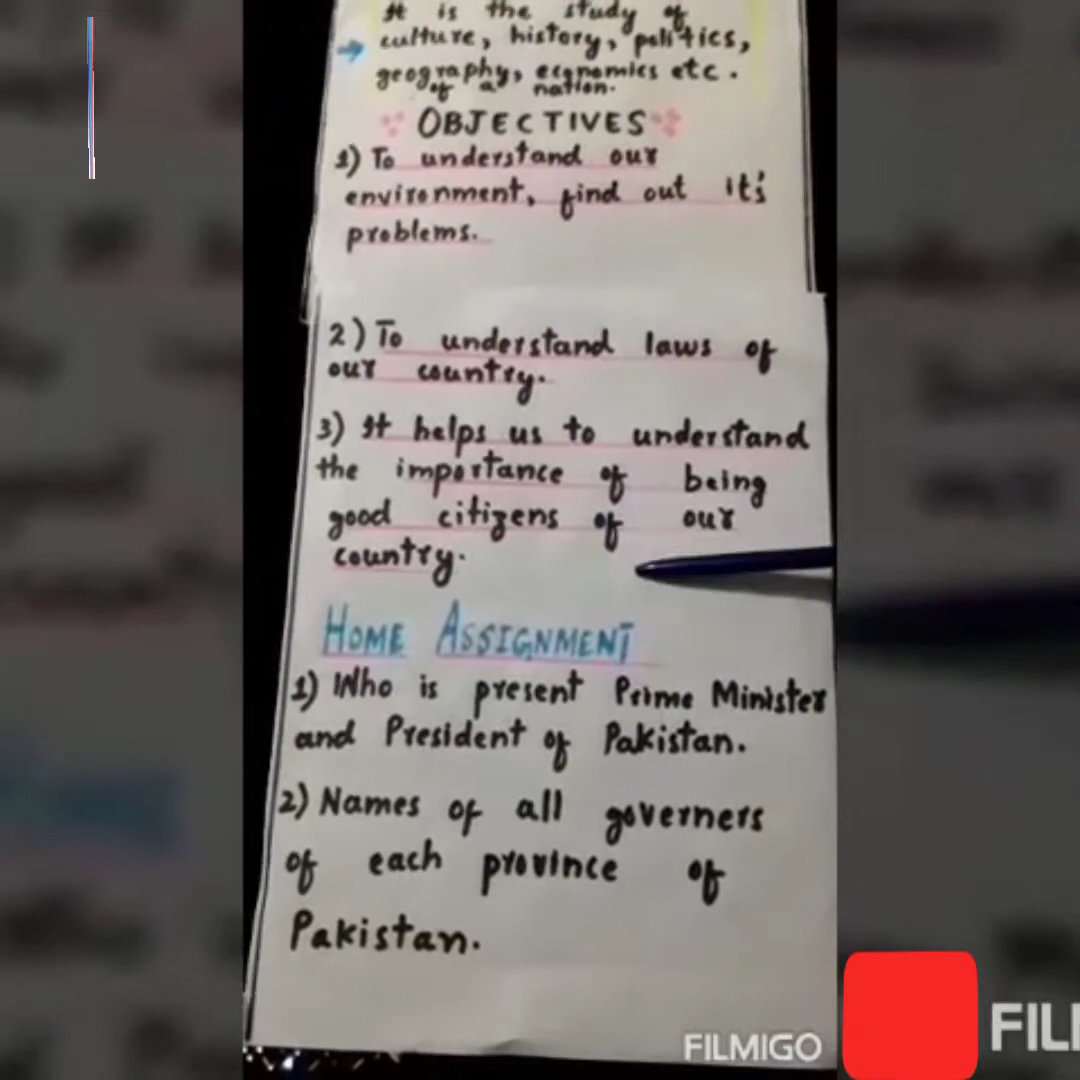 It is the study of
culture, history, politics,
geography, economics etc.
of a nation.
OBJECTIVES
1) To understand our
environment, find out it's
problems.
2) To understand laws of
our country.
3) It helps us to understand
the importance of being
good citizens of our
country.
HOME ASSIGNMENT
1) Who is present Prime Minister
and President of Pakistan.
2) Names of all governers
of each province of
Pakistan.
FILMIGO
FIL